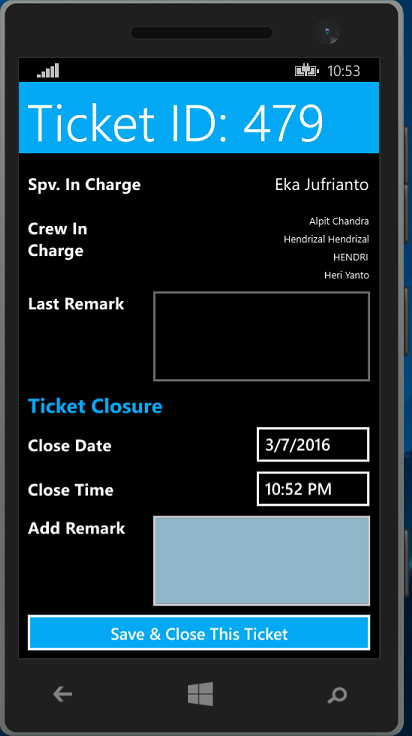 10:53
Ticket ID: 479
Spv. In Charge Eka Jufrianto
Crew In Charge
Alpit Chandra
Hendrizal Hendrizal
HENDRI
Heri Yanto
Last Remark
Ticket Closure
Close Date 3/7/2016
Close Time 10:52 PM
Add Remark
Save & Close This Ticket